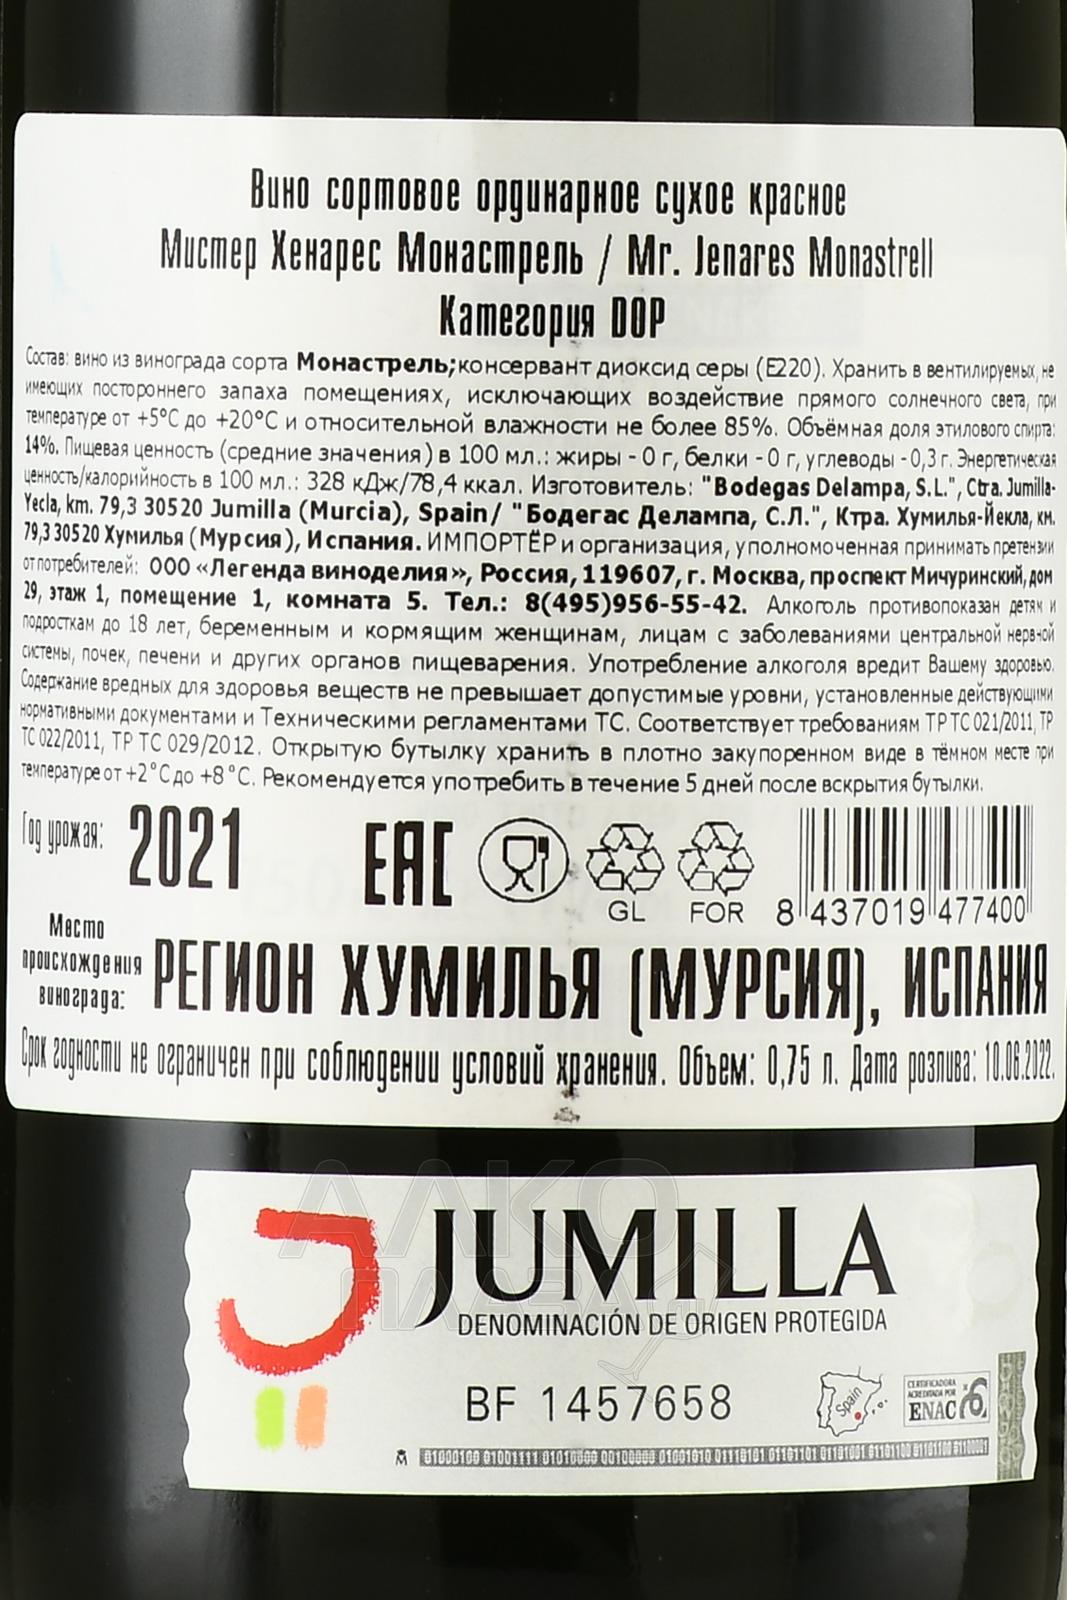 Вино сортовое ординарное сухое красное
Мистер Хенарес Монастрель / Mr. Jenares Monastrell
Категория DOP
Состав: вино из винограда сорта Монастрель;консервант диоксид серы (E220). Хранить в вентилируемых, не
имеющих постороннего запаха помещениях, исключающих воздействие прямого солнечного света, при
температуре от +5°С до +20°С и относительной влажности не более 85%. Объёмная доля этилового спирта:
14%. Пищевая ценность (средние значения) в 100 мл.: жиры - 0 г, белки - 0 г, углеводы - 0,3 г. Энергетическая
ценность/калорийность в 100 мл.: 328 кДж/78,4 ккал. Изготовитель: "Bodegas Delampa, S.L.", Ctra. Jumilla-
Yecla, km. 79,3 30520 Jumilla (Murcia), Spain/ "Бодегас Делампа, С.Л.", Ктра. Хумилья-Йекла, км.
79,3 30520 Хумилья (Мурсия), Испания. ИМПОРТЁР и организация, уполномоченная принимать претензии
от потребителей: ООО «Легенда виноделия», Россия, 119607, г. Москва, проспект Мичуринский, дом
29, этаж 1, помещение 1, комната 5. Тел.: 8(495)956-55-42. Алкоголь противопоказан детям и
подросткам до 18 лет, беременным и кормящим женщинам, лицам с заболеваниями центральной нервной
системы, почек, печени и других органов пищеварения. Употребление алкоголя вредит Вашему здоровью.
Содержание вредных для здоровья веществ не превышает допустимые уровни, установленные действующими
нормативными документами и Техническими регламентами ТС. Соответствует требованиям ТР ТС 021/2011, ТР
ТС 022/2011, ТР ТС 029/2012. Открытую бутылку хранить в плотно закупоренном виде в тёмном месте при
температуре от +2°С до +8°С. Рекомендуется употребить в течение 5 дней после вскрытия бутылки.
Год урожая: 2021 EAC
GL FOR 8 437019 477400
Место
происхождения
винограда: РЕГИОН ХУМИЛЬЯ (МУРСИЯ), ИСПАНИЯ
Срок годности не ограничен при соблюдении условий хранения. Объем: 0,75 л. Дата розлива: 10.06.2022.
АЛКО
ПЛАЗА
JUMILLA
DENOMINACIÓN DE ORIGEN PROTEGIDA
BF 1457658
Spain
CERTIFICADORA
ACREDITADA POR
ENAC